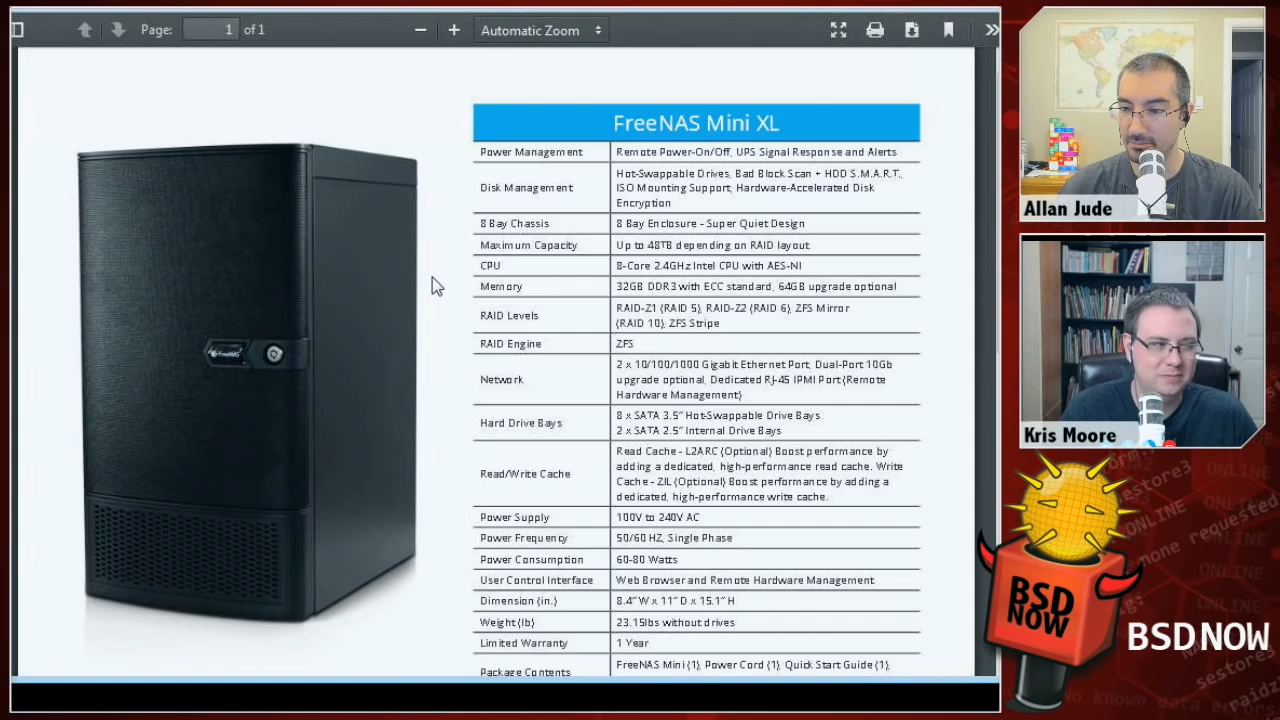 Page: 1 of 1
Automatic Zoom
FreeNAS Mini XL
Power Management Remote Power-On/Off, UPS Signal Response and Alerts
Disk Management Hot-Swappable Drives, Bad Block Scan + HDD S.M.A.R.T.,
ISO Mounting Support, Hardware-Accelerated Disk
Encryption
8 Bay Chassis 8 Bay Enclosure - Super Quiet Design
Maximum Capacity Up to 48TB depending on RAID layout
CPU 8-Core 2.4GHz Intel CPU with AES-NI
Memory 32GB DDR3 with ECC standard, 64GB upgrade optional
RAID Levels RAID-Z1 (RAID 5), RAID-Z2 (RAID 6), ZFS Mirror
(RAID 10), ZFS Stripe
RAID Engine ZFS
Network 2 x 10/100/1000 Gigabit Ethernet Port, Dual-Port 10Gb
upgrade optional, Dedicated RJ-45 IPMI Port (Remote
Hardware Management)
Hard Drive Bays 8 x SATA 3.5" Hot-Swappable Drive Bays
2 x SATA 2.5" Internal Drive Bays
Read/Write Cache Read Cache - L2ARC (Optional) Boost performance by
adding a dedicated, high-performance read cache. Write
Cache - ZIL (Optional) Boost performance by adding a
dedicated, high-performance write cache.
Power Supply 100V to 240V AC
Power Frequency 50/60 HZ, Single Phase
Power Consumption 60-80 Watts
User Control Interface Web Browser and Remote Hardware Management
Dimension (in.) 8.4" W x 11" D x 15.1" H
Weight (lb) 23.15lbs without drives
Limited Warranty 1 Year
Package Contents FreeNAS Mini (1), Power Cord (1), Quick Start Guide (1),
FreeNAS
Allan Jude
Kris Moore
BSD
NOW
BSD NOW
ONLINE
ONLINE
ONLINE
none requested
No known data